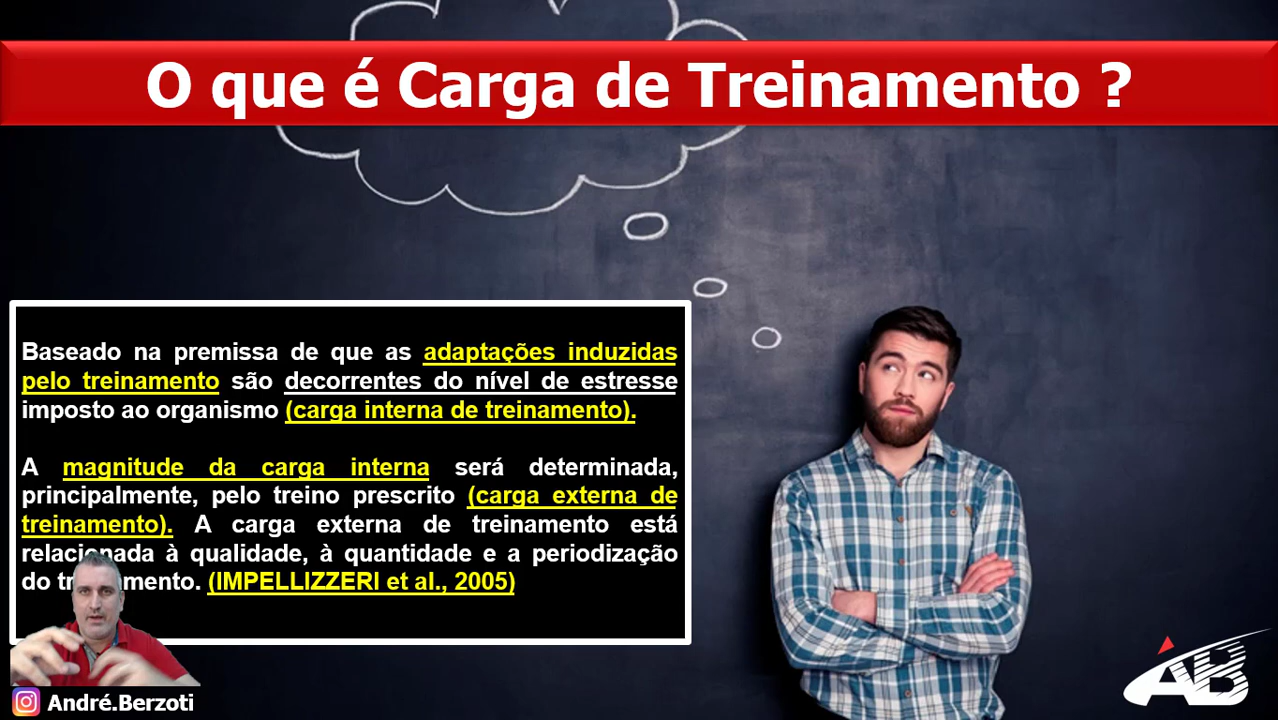 O que é Carga de Treinamento ?
Baseado na premissa de que as adaptações induzidas
pelo treinamento são decorrentes do nível de estresse
imposto ao organismo (carga interna de treinamento).
A magnitude da carga interna será determinada,
principalmente, pelo treino prescrito (carga externa de
treinamento). A carga externa de treinamento está
relacionada à qualidade, à quantidade e a periodização
do (IMPELLIZZERI et al., 2005)
André.Berzoti
AB